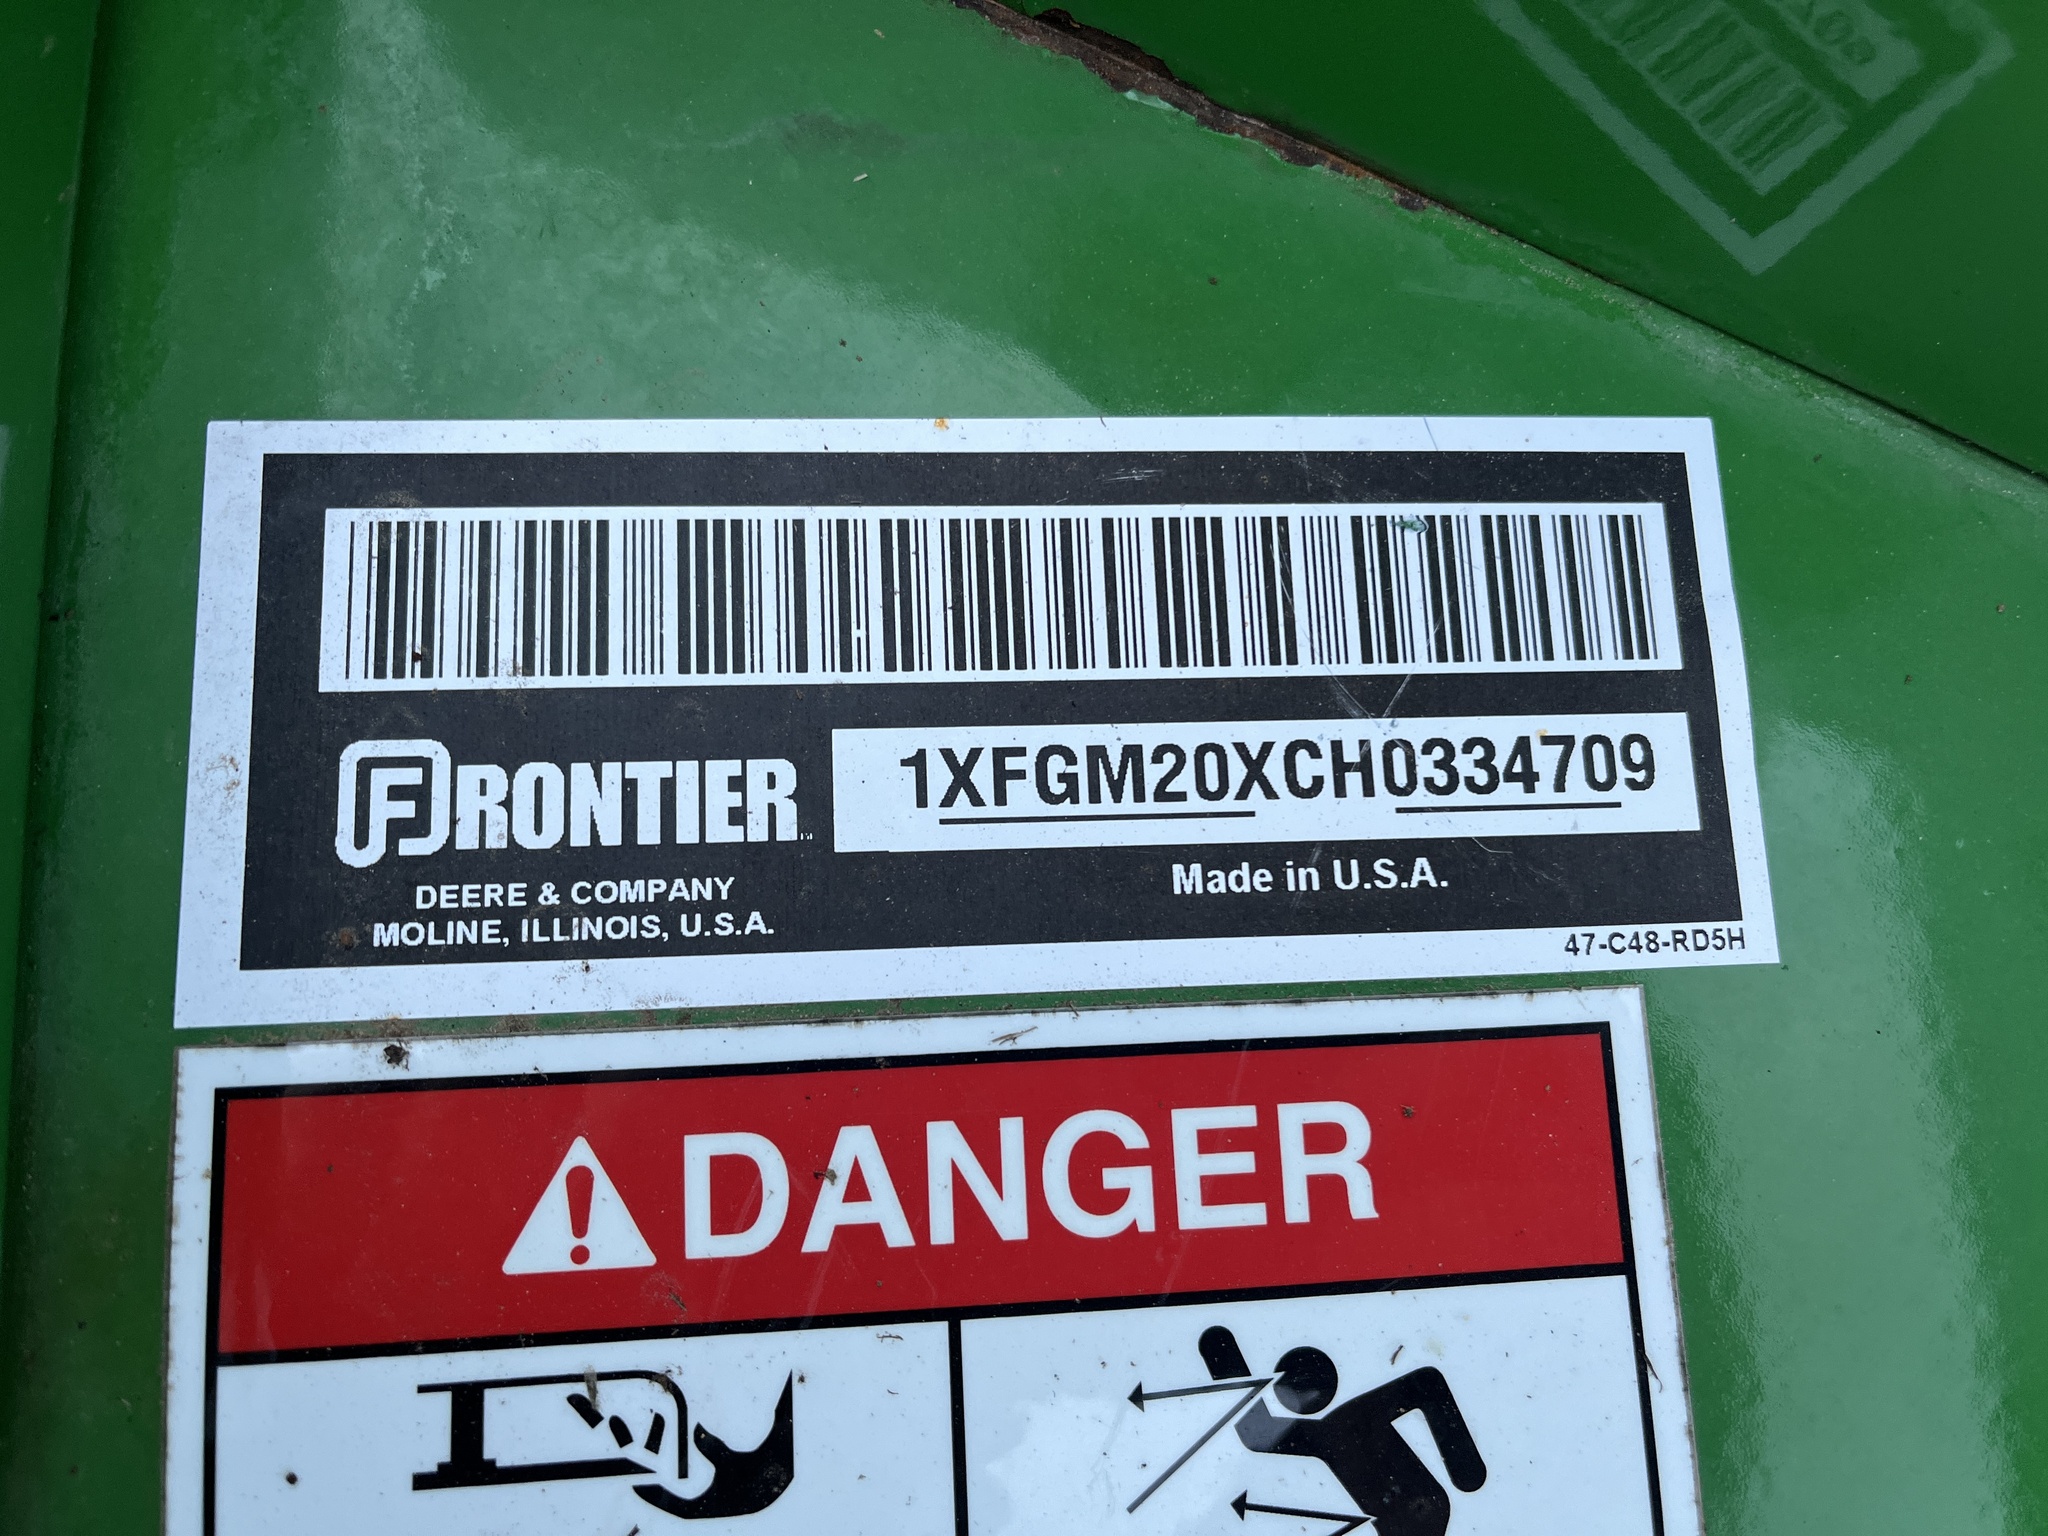 FRONTIER
1XFGM20XCH0334709
DEERE & COMPANY
MOLINE, ILLINOIS, U.S.A.
Made in U.S.A.
47-C48-RD5H
DANGER